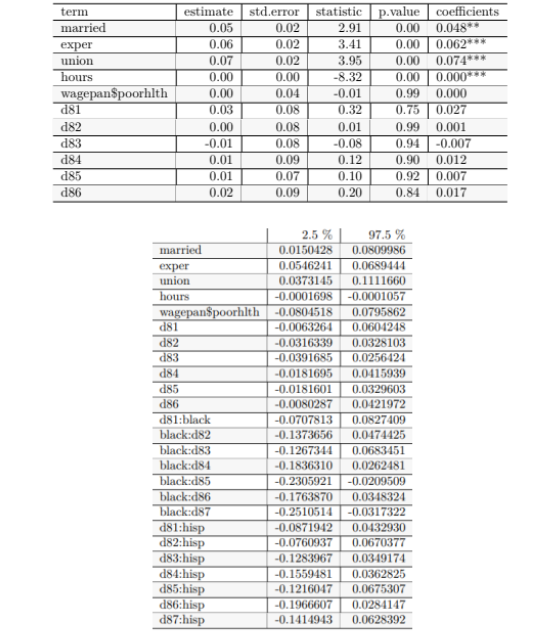 term estimate std.error statistic p.value coefficients
married 0.05 0.02 2.91 0.00 0.048**
exper 0.06 0.02 3.41 0.00 0.062***
union 0.07 0.02 3.95 0.00 0.074***
hours 0.00 0.00 -8.32 0.00 0.000***
wagepan$poorhlth 0.00 0.04 -0.01 0.99 0.000
d81 0.03 0.08 0.32 0.75 0.027
d82 0.00 0.08 0.01 0.99 0.001
d83 -0.01 0.08 -0.08 0.94 -0.007
d84 0.01 0.09 0.12 0.90 0.012
d85 0.01 0.07 0.10 0.92 0.007
d86 0.02 0.09 0.20 0.84 0.017
2.5 % 97.5 %
married 0.0150428 0.0809986
exper 0.0546241 0.0689444
union 0.0373145 0.1111660
hours -0.0001698 -0.0001057
wagepan$poorhlth -0.0804518 0.0795862
d81 -0.0063264 0.0604248
d82 -0.0316339 0.0328103
d83 -0.0391685 0.0256424
d84 -0.0181695 0.0415939
d85 -0.0181601 0.0329603
d86 -0.0080287 0.0421972
d81:black -0.0707813 0.0827409
black:d82 -0.1373656 0.0474425
black:d83 -0.1267344 0.0683451
black:d84 -0.1836310 0.0262481
black:d85 -0.2305921 -0.0209509
black:d86 -0.1763870 0.0348324
black:d87 -0.2510514 -0.0317322
d81:hisp -0.0871942 0.0432930
d82:hisp -0.0760937 0.0670377
d83:hisp -0.1283967 0.0349174
d84:hisp -0.1559481 0.0362825
d85:hisp -0.1216047 0.0675307
d86:hisp -0.1966607 0.0284147
d87:hisp -0.1414943 0.0628392